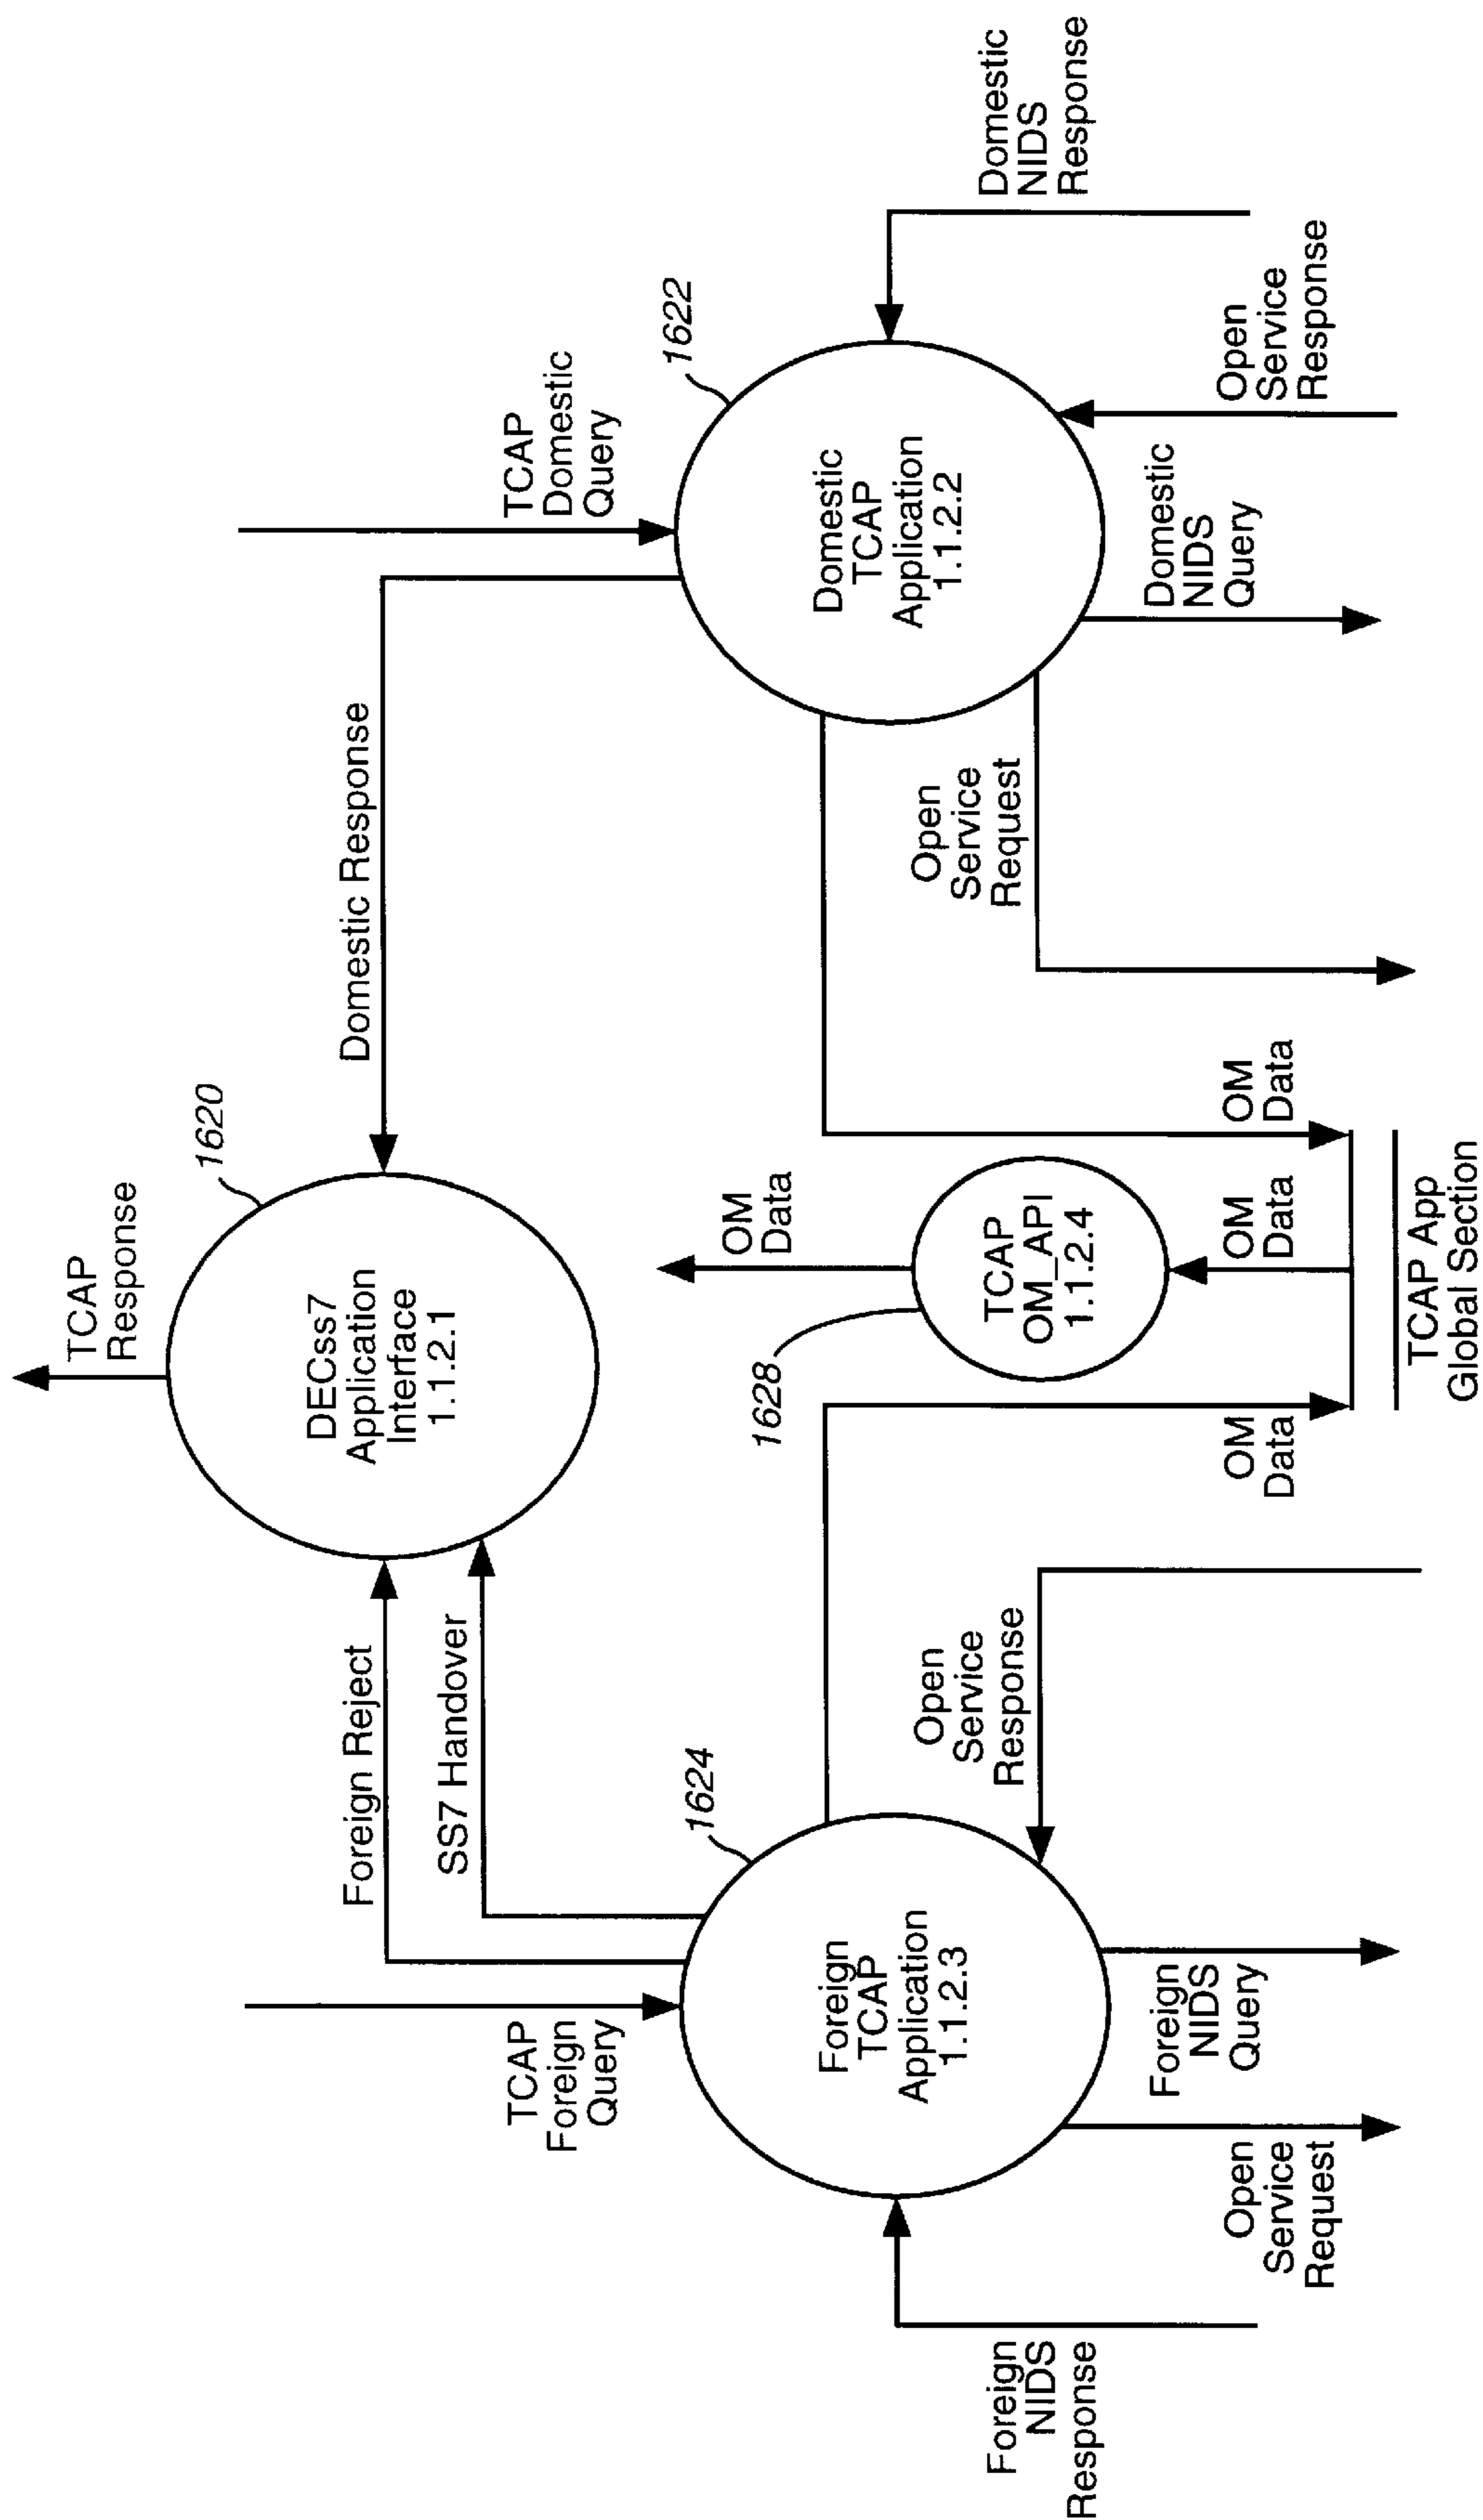 TCAP
Response
1620
DECss7
Application
Interface
1.1.2.1
Foreign Reject
SS7 Handover
Domestic Response
TCAP
Foreign
Query
1624
Foreign
TCAP
Application
1.1.2.3
Foreign
NIDS
Response
Open
Service
Request
Foreign
NIDS
Query
Open
Service
Response
1628
OM
Data
TCAP
OM_API
1.1.2.4
OM
Data
OM
Data
OM
Data
TCAP App
Global Section
TCAP
Domestic
Query
1622
Domestic
TCAP
Application
1.1.2.2
Open
Service
Request
Domestic
NIDS
Query
Open
Service
Response
Domestic
NIDS
Response